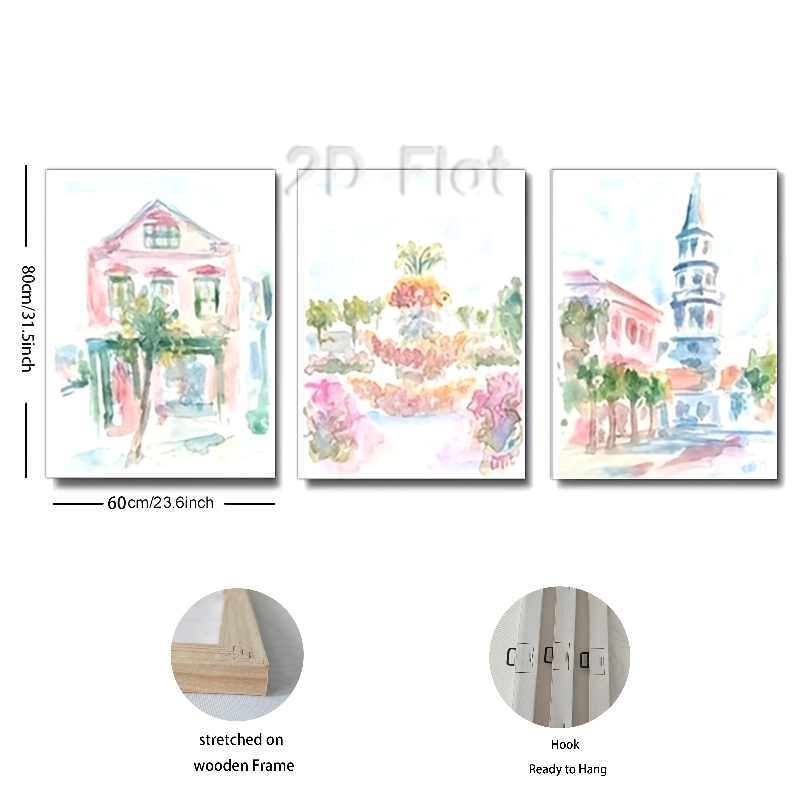 2D Flat
80cm/31.5inch
60cm/23.6inch
stretched on
wooden Frame
Hook
Ready to Hang